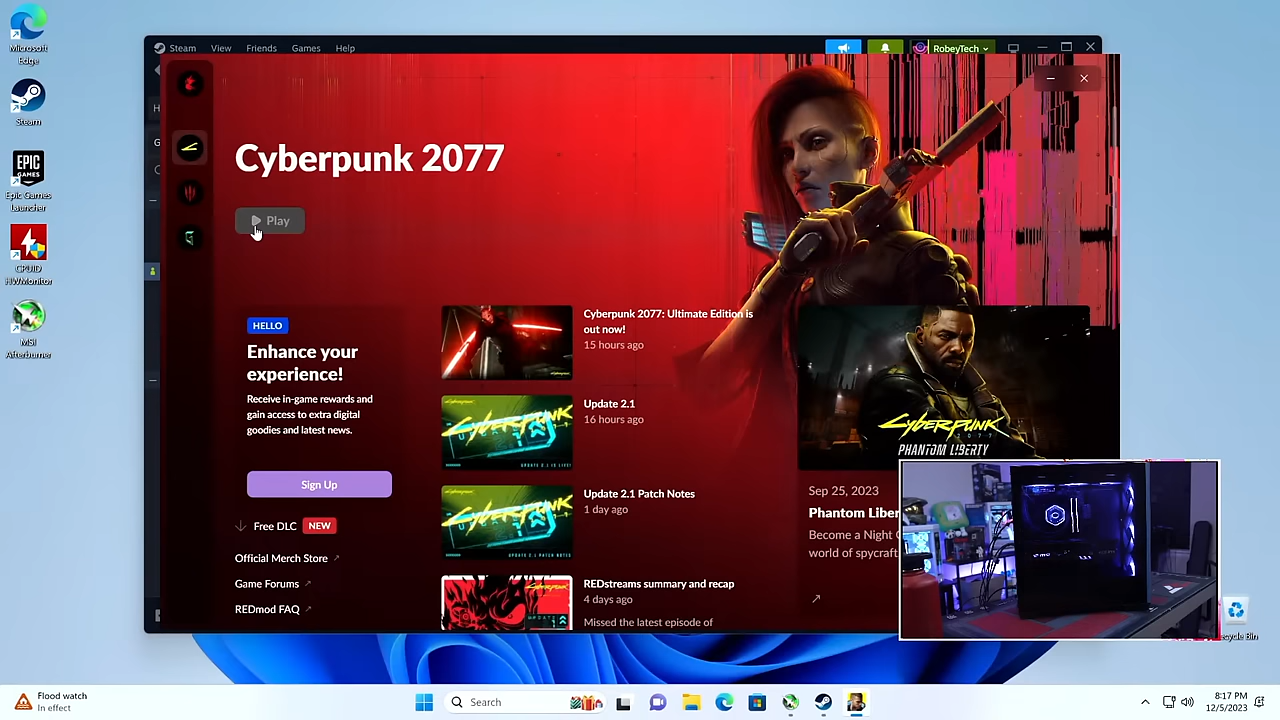 Microsoft
Edge
Steam
EPIC
GAMES
Epic Games
Launcher
CPUID
HWMonitor
MSI
Afterburner
Steam View Friends Games Help
RobeyTech
Cyberpunk 2077
Play
HELLO
Enhance your
experience!
Receive in-game rewards and
gain access to extra digital
goodies and latest news.
Sign Up
Free DLC NEW
Official Merch Store
Game Forums
REDmod FAQ
Cyberpunk 2077: Ultimate Edition is
out now!
15 hours ago
Update 2.1
16 hours ago
Update 2.1 Patch Notes
1 day ago
REDstreams summary and recap
4 days ago
Missed the latest episode of
CYBERPUNK
2077
PHANTOM LIBERTY
Sep 25, 2023
Phantom Liber
Become a Night C
world of spycraft
ecycle Bin
Flood watch
In effect
Search
8:17 PM
12/5/2023